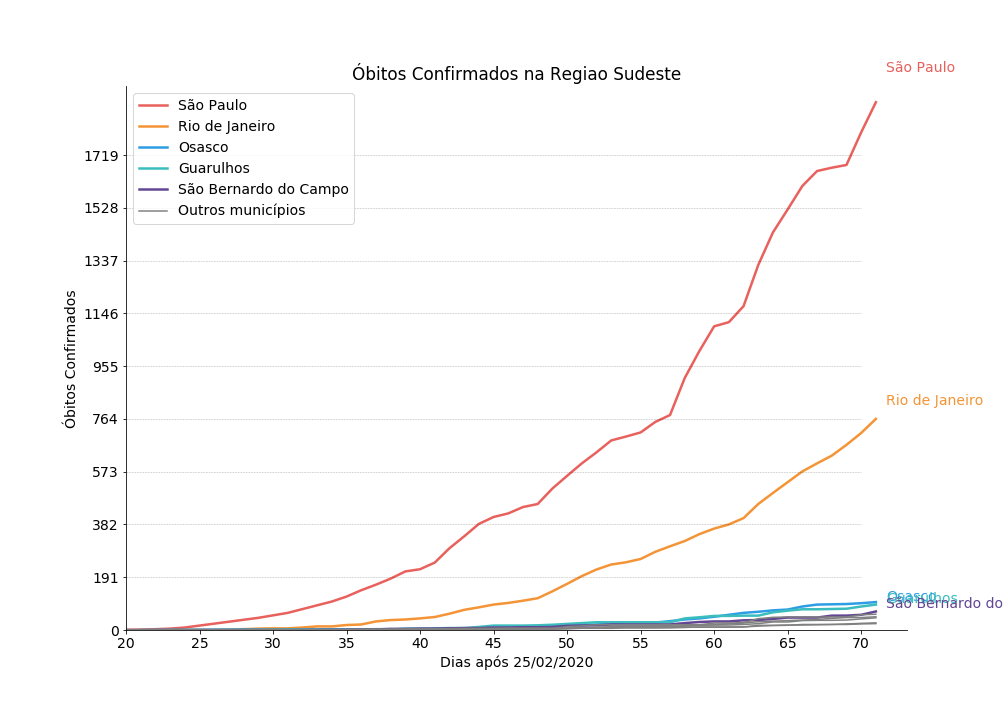 Óbitos Confirmados na Regiao Sudeste
São Paulo
São Paulo
Rio de Janeiro
Osasco
Guarulhos
São Bernardo do Campo
Outros municípios
1719
1528
1337
1146
955
764
573
382
191
0
Óbitos Confirmados
Rio de Janeiro
Osasco
Guarulhos
São Bernardo do
20 25 30 35 40 45 50 55 60 65 70
Dias após 25/02/2020